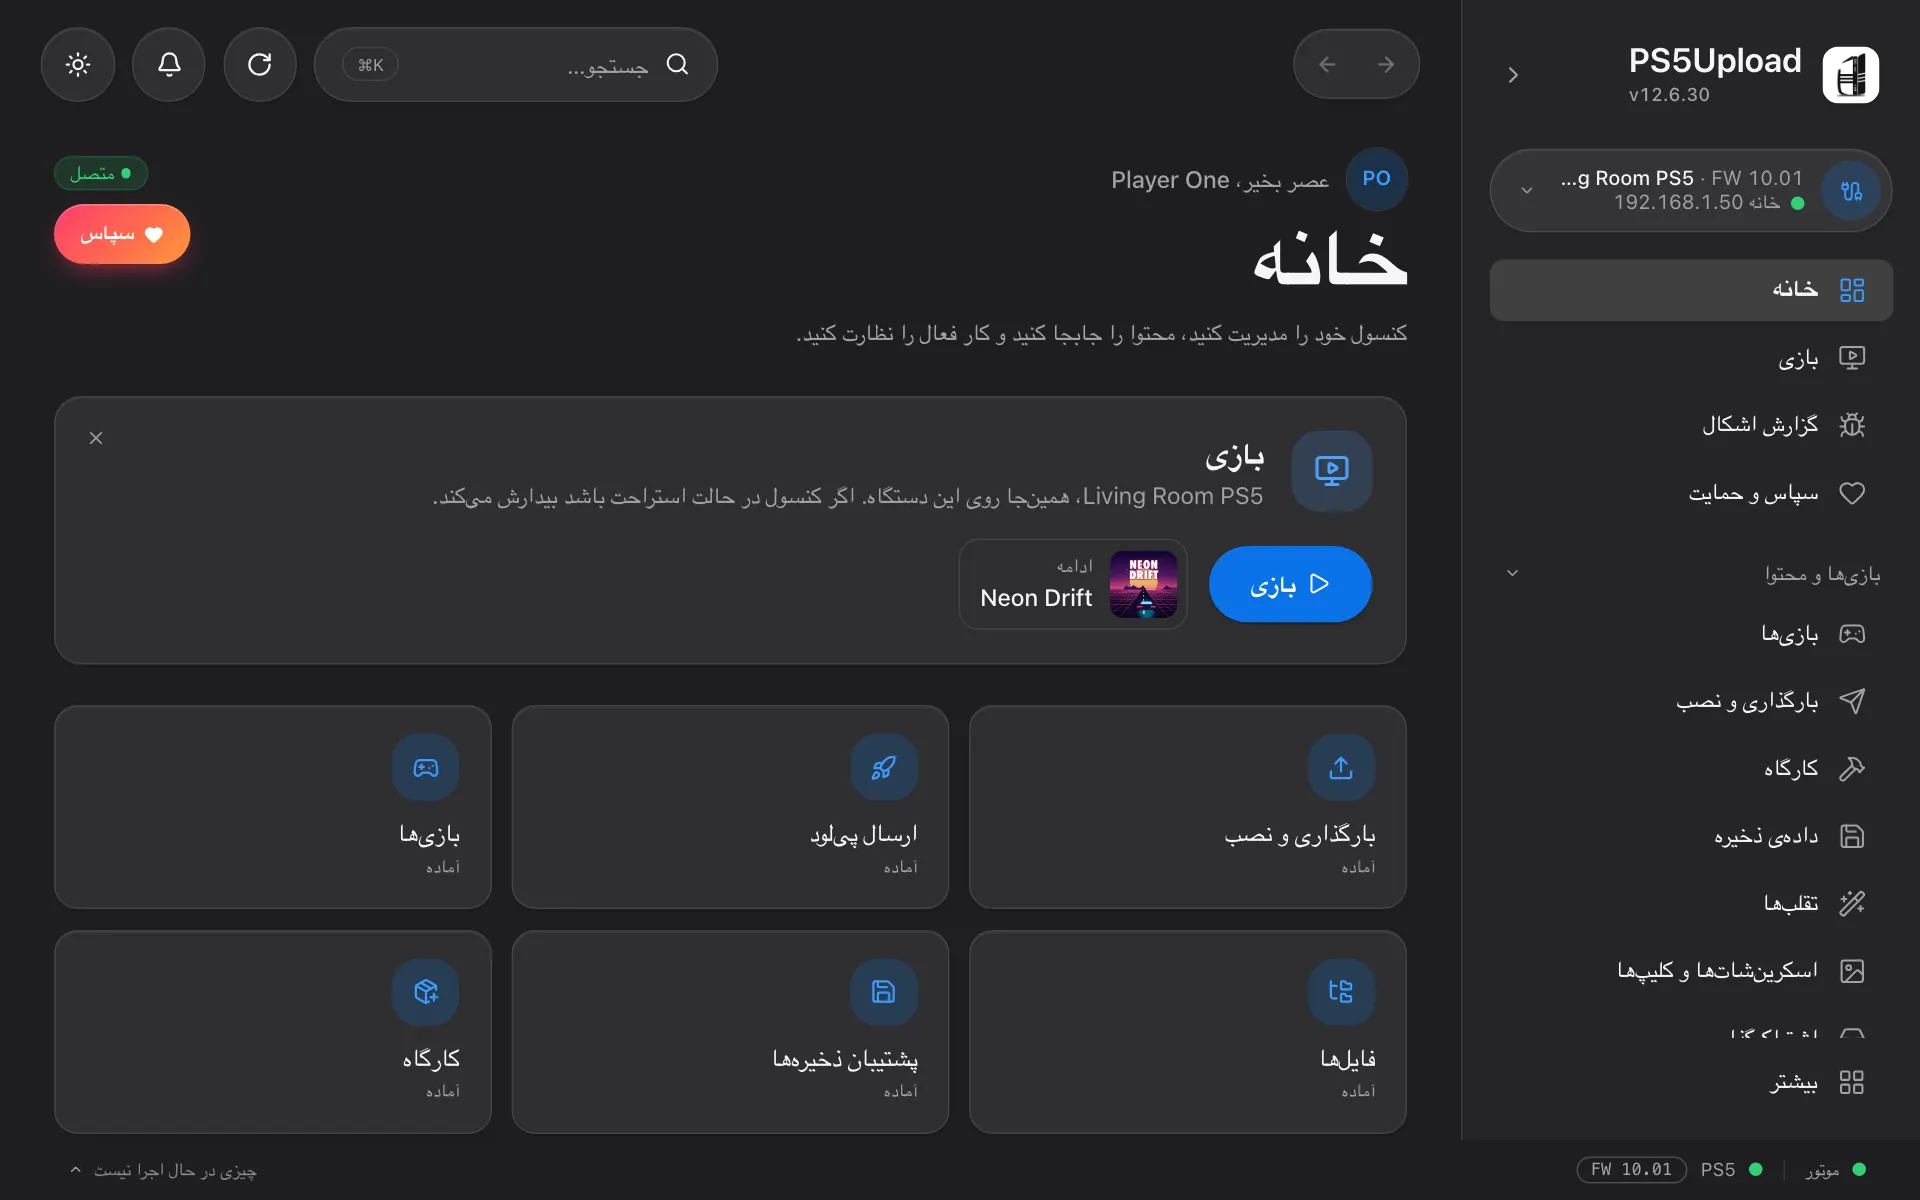 PS5Upload
v12.6.30
...g Room PS5 · FW 10.01
خانه 192.168.1.50
خانه
بازی
گزارش اشکال
سپاس و حمایت
بازی‌ها و محتوا
بازی‌ها
بارگذاری و نصب
کارگاه
داده‌ی ذخیره
تقلب‌ها
اسکرین‌شات‌ها و کلیپ‌ها
بیشتر
جستجو...
⌘K
PO
عصر بخیر، Player One
متصل
سپاس
خانه
کنسول خود را مدیریت کنید، محتوا را جابجا کنید و کار فعال را نظارت کنید.
بازی
Living Room PS5، همین‌جا روی این دستگاه. اگر کنسول در حالت استراحت باشد بیدارش می‌کند.
بازی
NEON
DRIFT
ادامه
Neon Drift
بارگذاری و نصب
آماده
ارسال پی‌لود
آماده
بازی‌ها
آماده
فایل‌ها
آماده
پشتیبان ذخیره‌ها
آماده
کارگاه
آماده
موتور
PS5
FW 10.01
چیزی در حال اجرا نیست